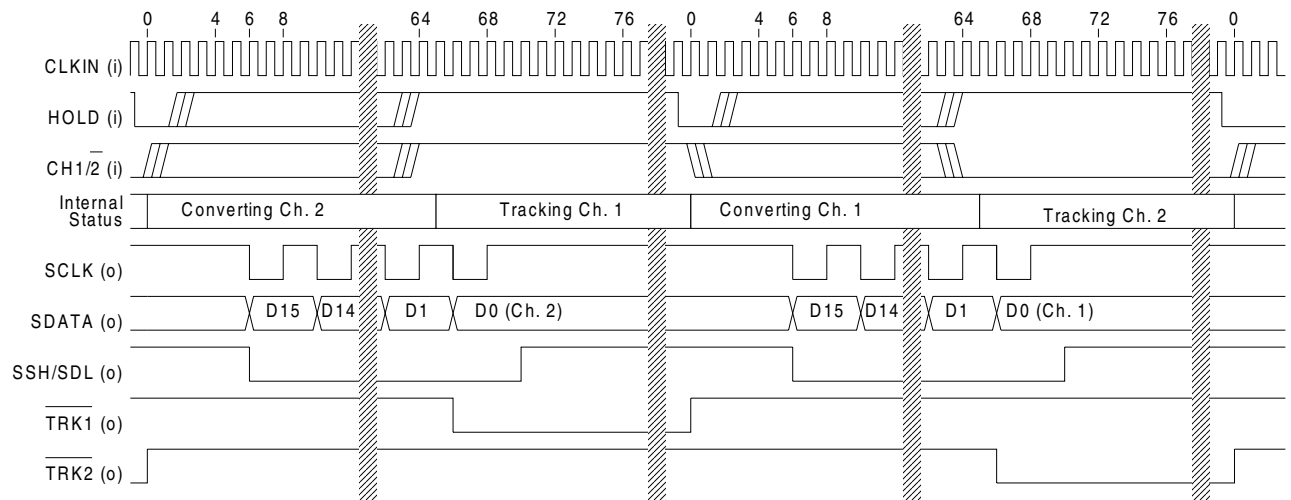 0 4 6 8 64 68 72 76 0 4 6 8 64 68 72 76 0
CLKIN (i)
HOLD (i)
CH1/2̅ (i)
Internal
Status
Converting Ch. 2 Tracking Ch. 1 Converting Ch. 1 Tracking Ch. 2
SCLK (o)
SDATA (o) D15 D14 D1 D0 (Ch. 2) D15 D14 D1 D0 (Ch. 1)
SSH/SDL (o)
T̅R̅K̅1̅ (o)
T̅R̅K̅2̅ (o)